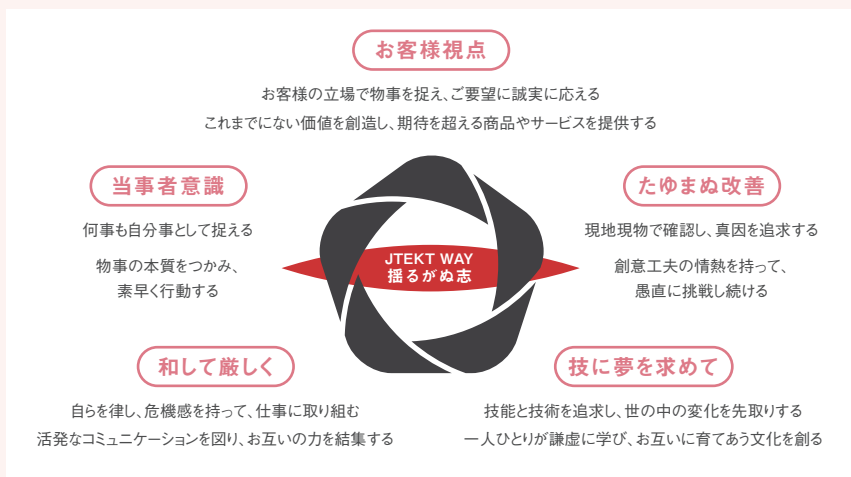 お客様視点
お客様の立場で物事を捉え、ご要望に誠実に応える
これまでにない価値を創造し、期待を超える商品やサービスを提供する
当事者意識
何事も自分事として捉える
物事の本質をつかみ、
素早く行動する
たゆまぬ改善
現地現物で確認し、真因を追求する
創意工夫の情熱を持って、
愚直に挑戦し続ける
JTEKT WAY
揺るがぬ志
和して厳しく
自らを律し、危機感を持って、仕事に取り組む
活発なコミュニケーションを図り、お互いの力を結集する
技に夢を求めて
技能と技術を追求し、世の中の変化を先取りする
一人ひとりが謙虚に学び、お互いに育てあう文化を創る